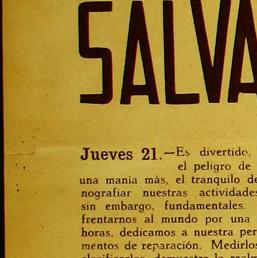 SALVA
Jueves 21.—Es divertido,
el peligro de
una mania más, el tranquilo de
nografiar nuestras actividades
sin embargo, fundamentales.
frentarnos al mundo por una
horas, dedicamos a nuestra per
mentos de reparación. Medirlos